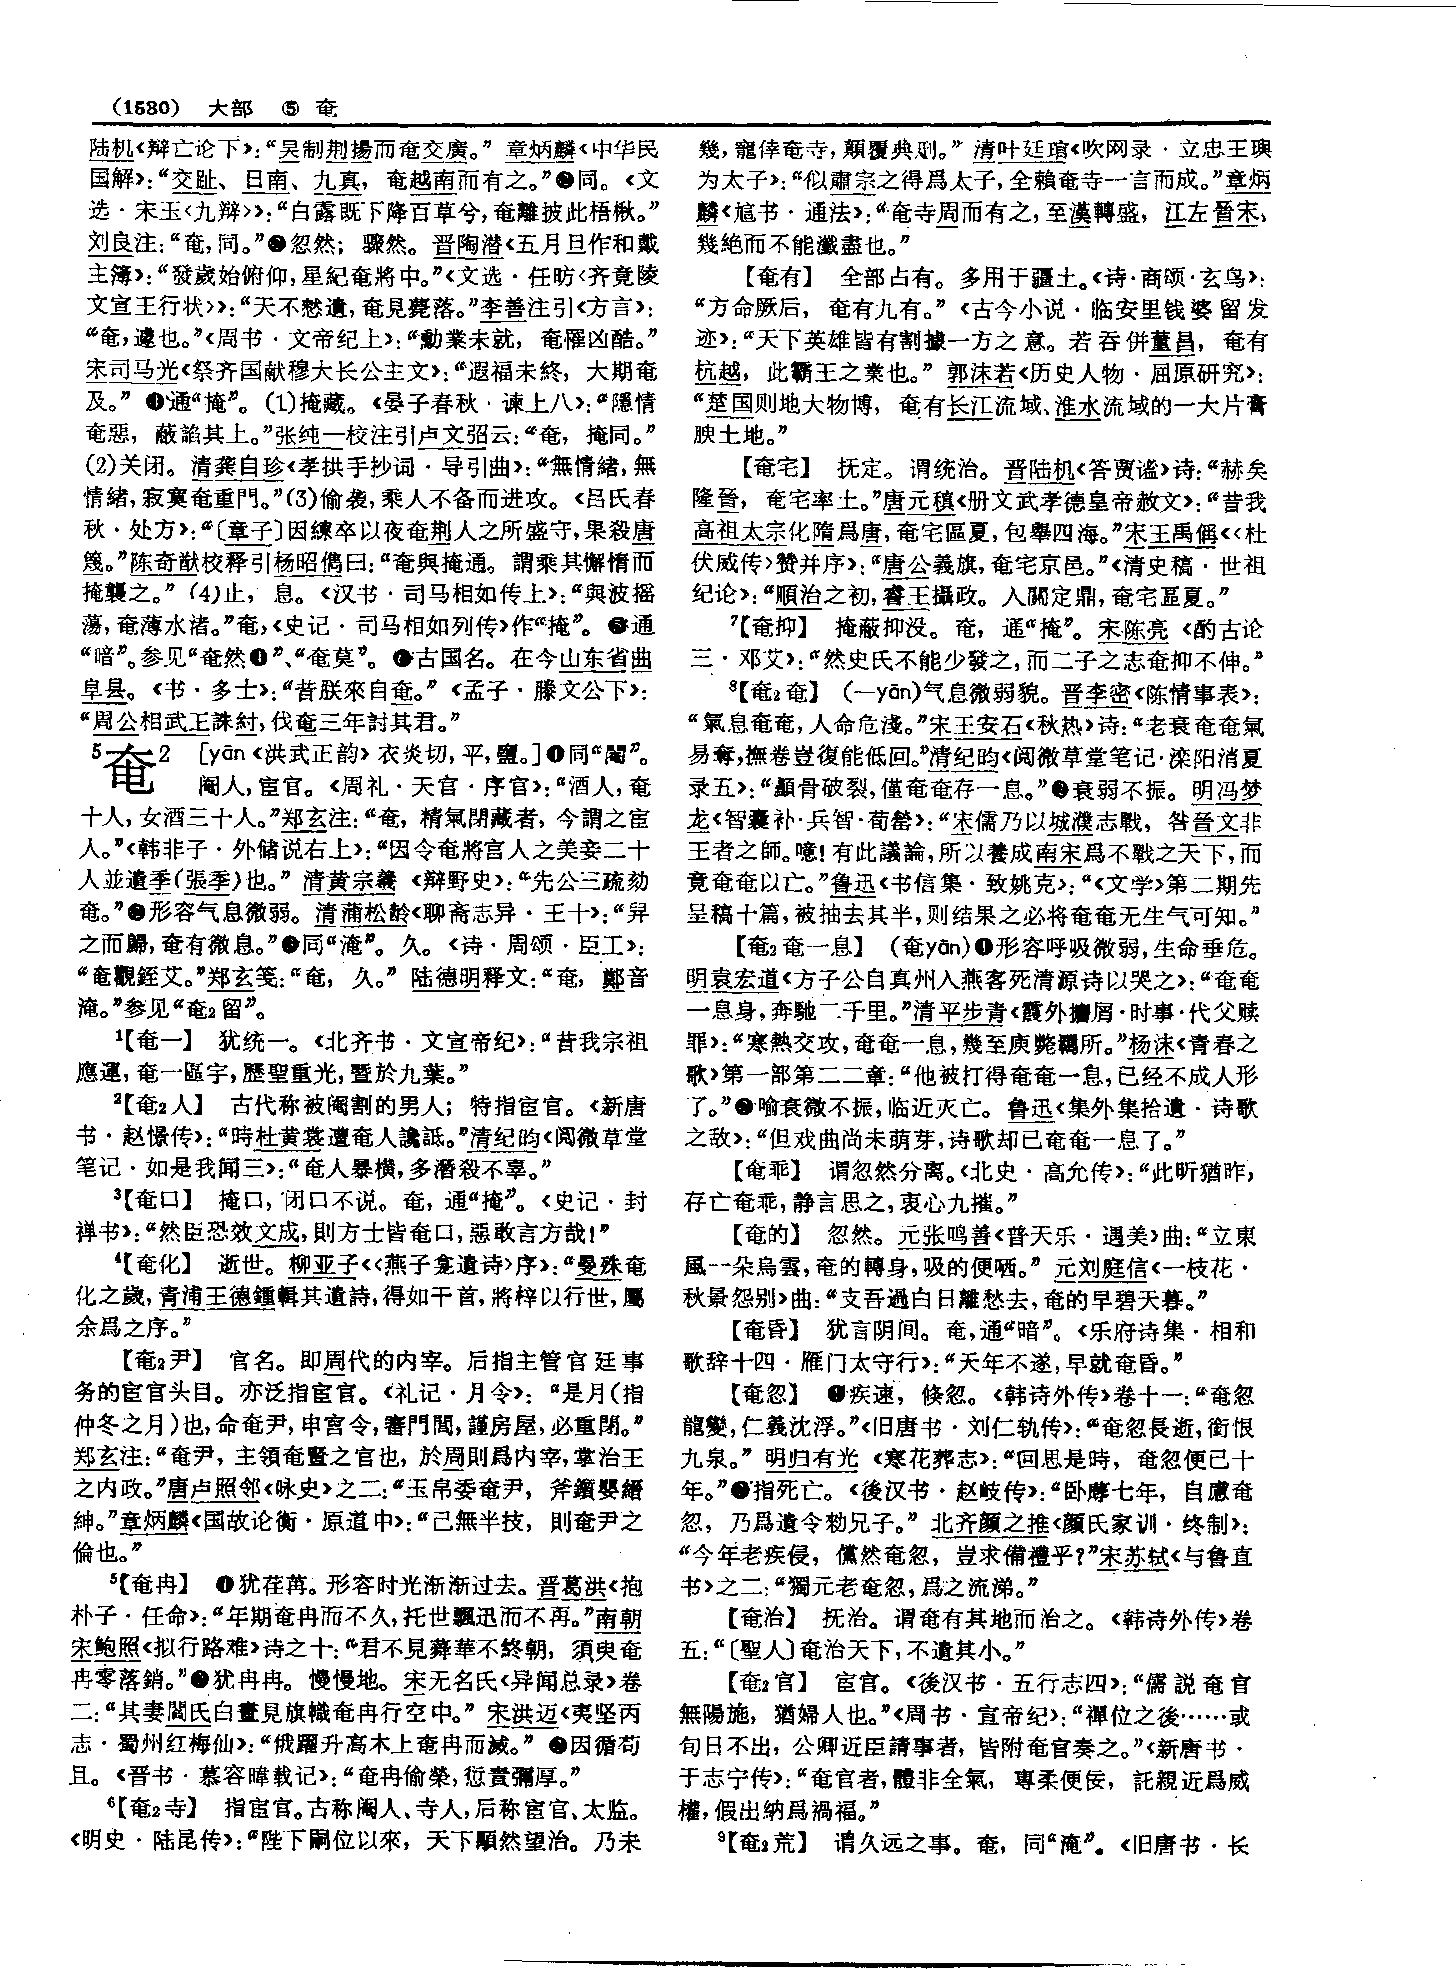 （1530） 大部 ⑤ 奄
陆机《辩亡论下》：“吴制荆揚而奄交廣。” 章炳麟《中华民
国解》：“交趾、日南、九真，奄越南而有之。”❷同。《文
选·宋玉〈九辩〉》：“白露既下降百草兮，奄離披此梧楸。”
刘良注：“奄，同。”❸忽然；骤然。晋陶潜《五月旦作和戴
主簿》：“發歲始俯仰，星紀奄將中。”《文选·任昉〈齐竟陵
文宣王行状〉》：“天不慭遺，奄見薨落。”李善注引《方言》：
“奄，遽也。”《周书·文帝纪上》：“勳業未就，奄罹凶酷。”
宋司马光《祭齐国献穆大长公主文》：“遐福未終，大期奄
及。” ❹通“掩”。(1)掩藏。《晏子春秋·谏上八》：“隱情
奄惡，蔽諂其上。”张纯一校注引卢文弨云：“奄，掩同。”
(2)关闭。清龚自珍《孝拱手抄词·导引曲》：“無情緒，無
情緒，寂寞奄重門。”(3)偷袭，乘人不备而进攻。《吕氏春
秋·处方》：“〔章子〕因練卒以夜奄荆人之所盛守，果殺唐
篾。”陈奇猷校释引杨昭儁曰：“奄與掩通。謂乘其懈惰而
掩襲之。” (4)止，息。《汉书·司马相如传上》：“與波摇
蕩，奄薄水渚。”奄，《史记·司马相如列传》作“掩”。❺通
“暗”。参见“奄然❶”、“奄莫”。❻古国名。在今山东省曲
阜县。《书·多士》：“昔朕來自奄。”《孟子·滕文公下》：
“周公相武王誅紂，伐奄三年討其君。”
5奄2 ［yān《洪武正韵》衣炎切，平，鹽。］❶同“閹”。
阉人，宦官。《周礼·天官·序官》：“酒人，奄
十人，女酒三十人。”郑玄注：“奄，精氣閉藏者，今謂之宦
人。”《韩非子·外储说右上》：“因令奄將言人之美妾二十
人並遺季(張季)也。” 清黄宗羲《辩野史》：“先公三疏劾
奄。”❷形容气息微弱。清蒲松龄《聊斋志异·王十》：“舁
之而歸，奄有微息。”❸同“淹”。久。《诗·周颂·臣工》：
“奄觀銍艾。”郑玄笺：“奄，久。” 陆德明释文：“奄，鄭音
淹。”参见“奄2留”。
1【奄一】 犹统一。《北齐书·文宣帝纪》：“昔我宗祖
應運，奄一區宇，歷聖重光，暨於九葉。”
2【奄2人】 古代称被阉割的男人；特指宦官。《新唐
书·赵憬传》：“時杜黄裳遭奄人讒詆。”清纪昀《阅微草堂
笔记·如是我闻三》：“奄人暴横，多潛殺不辜。”
3【奄口】 掩口，闭口不说。奄，通“掩”。《史记·封
禅书》：“然臣恐效文成，則方士皆奄口，惡敢言方哉！”
4【奄化】 逝世。柳亚子《〈燕子龛遗诗〉序》：“曼殊奄
化之歲，青浦王德鍾輯其遺詩，得如干首，將梓以行世，屬
余爲之序。”
【奄2尹】 官名。即周代的内宰。后指主管宫廷事
务的宦官头目。亦泛指宦官。《礼记·月令》：“是月(指
仲冬之月)也，命奄尹，申宫令，審門閭，謹房屋，必重閉。”
郑玄注：“奄尹，主領奄豎之官也，於周則爲内宰，掌治王
之内政。”唐卢照邻《咏史》之二：“玉帛委奄尹，斧鑕嬰縉
紳。”章炳麟《国故论衡·原道中》：“己無半技，則奄尹之
倫也。”
5【奄冉】 ❶犹荏苒。形容时光渐渐过去。晋葛洪《抱
朴子·任命》：“年期奄冉而不久，托世飄迅而不再。”南朝
宋鲍照《拟行路难》诗之十：“君不見蕣華不終朝，須臾奄
冉零落銷。”❷犹冉冉。慢慢地。宋无名氏《异闻总录》卷
二：“其妻閻氏白晝見旗幟奄冉行空中。” 宋洪迈《夷坚丙
志·蜀州红梅仙》：“俄躍升高木上奄冉而滅。” ❸因循苟
且。《晋书·慕容暐载记》：“奄冉偷榮，愆責彌厚。”
6【奄2寺】 指宦官。古称阉人、寺人，后称宦官、太监。
《明史·陆昆传》：“陛下嗣位以來，天下顒然望治。乃未
幾，寵倖奄寺，顛覆典刑。” 清叶廷琯《吹网录·立忠王玙
为太子》：“似肅宗之得爲太子，全賴奄寺一言而成。”章炳
麟《訄书·通法》：“奄寺周而有之，至漢轉盛，江左晉宋，
幾絶而不能瀸盡也。”
【奄有】 全部占有。多用于疆土。《诗·商颂·玄鸟》：
“方命厥后，奄有九有。”《古今小说·临安里钱婆留发
迹》：“天下英雄皆有割據一方之意。若吞併董昌，奄有
杭越，此霸王之業也。” 郭沫若《历史人物·屈原研究》：
“楚国则地大物博，奄有长江流域、淮水流域的一大片膏
腴土地。”
【奄宅】 抚定。谓统治。晋陆机《答贾谧》诗：“赫矣
隆晉，奄宅率土。”唐元稹《册文武孝德皇帝赦文》：“昔我
高祖太宗化隋爲唐，奄宅區夏，包舉四海。”宋王禹偁《〈杜
伏威传〉赞并序》：“唐公義旗，奄宅京邑。”《清史稿·世祖
纪论》：“順治之初，睿王攝政。入關定鼎，奄宅區夏。”
7【奄抑】 掩蔽抑没。奄，通“掩”。宋陈亮《酌古论
三·邓艾》：“然史氏不能少發之，而二子之志奄抑不伸。”
8【奄2奄】 (—yān)气息微弱貌。晋李密《陈情事表》：
“氣息奄奄，人命危淺。”宋王安石《秋热》诗：“老衰奄奄氣
易奪，撫卷豈復能低回。”清纪昀《阅微草堂笔记·滦阳消夏
录五》：“顱骨破裂，僅奄奄存一息。”❷衰弱不振。明冯梦
龙《智囊补·兵智·荀罃》：“宋儒乃以城濮志戰，咎晉文非
王者之師。噫！有此議論，所以養成南宋爲不戰之天下，而
竟奄奄以亡。”鲁迅《书信集·致姚克》：“《文学》第二期先
呈稿十篇，被抽去其半，则结果之必将奄奄无生气可知。”
【奄2奄一息】 (奄yān)❶形容呼吸微弱，生命垂危。
明袁宏道《方子公自真州入燕客死清源诗以哭之》：“奄奄
一息身，奔馳二千里。”清平步青《霞外攟屑·时事·代父赎
罪》：“寒熱交攻，奄奄一息，幾至庾斃羈所。”杨沫《青春之
歌》第一部第二二章：“他被打得奄奄一息，已经不成人形
了。”❷喻衰微不振，临近灭亡。鲁迅《集外集拾遗·诗歌
之敌》：“但戏曲尚未萌芽，诗歌却已奄奄一息了。”
【奄乖】 谓忽然分离。《北史·高允传》：“此昕猶昨，
存亡奄乖，静言思之，衷心九摧。”
【奄的】 忽然。元张鸣善《普天乐·遇美》曲：“立東
風一朵烏雲，奄的轉身，吸的便哂。” 元刘庭信《一枝花·
秋景怨别》曲：“支吾過白日離愁去，奄的早碧天暮。”
【奄昏】 犹言阴间。奄，通“暗”。《乐府诗集·相和
歌辞十四·雁门太守行》：“天年不遂，早就奄昏。”
【奄忽】 ❶疾速，倏忽。《韩诗外传》卷十一：“奄忽
龍變，仁義沈浮。”《旧唐书·刘仁轨传》：“奄忽長逝，銜恨
九泉。” 明归有光《寒花葬志》：“回思是時，奄忽便已十
年。”❷指死亡。《後汉书·赵岐传》：“卧蓐七年，自慮奄
忽，乃爲遺令勑兄子。” 北齐颜之推《颜氏家训·终制》：
“今年老疾侵，儻然奄忽，豈求備禮乎？”宋苏轼《与鲁直
书》之二：“獨元老奄忽，爲之流涕。”
【奄治】 抚治。谓奄有其地而治之。《韩诗外传》卷
五：“〔聖人〕奄治天下，不遺其小。”
【奄2官】 宦官。《後汉书·五行志四》：“儒説奄官
無陽施，猶婦人也。”《周书·宣帝纪》：“禪位之後……或
旬日不出，公卿近臣請事者，皆附奄官奏之。”《新唐书·
于志宁传》：“奄官者，體非全氣，專柔便佞，託親近爲威
權，假出納爲禍福。”
9【奄2荒】 谓久远之事。奄，同“淹”。《旧唐书·长